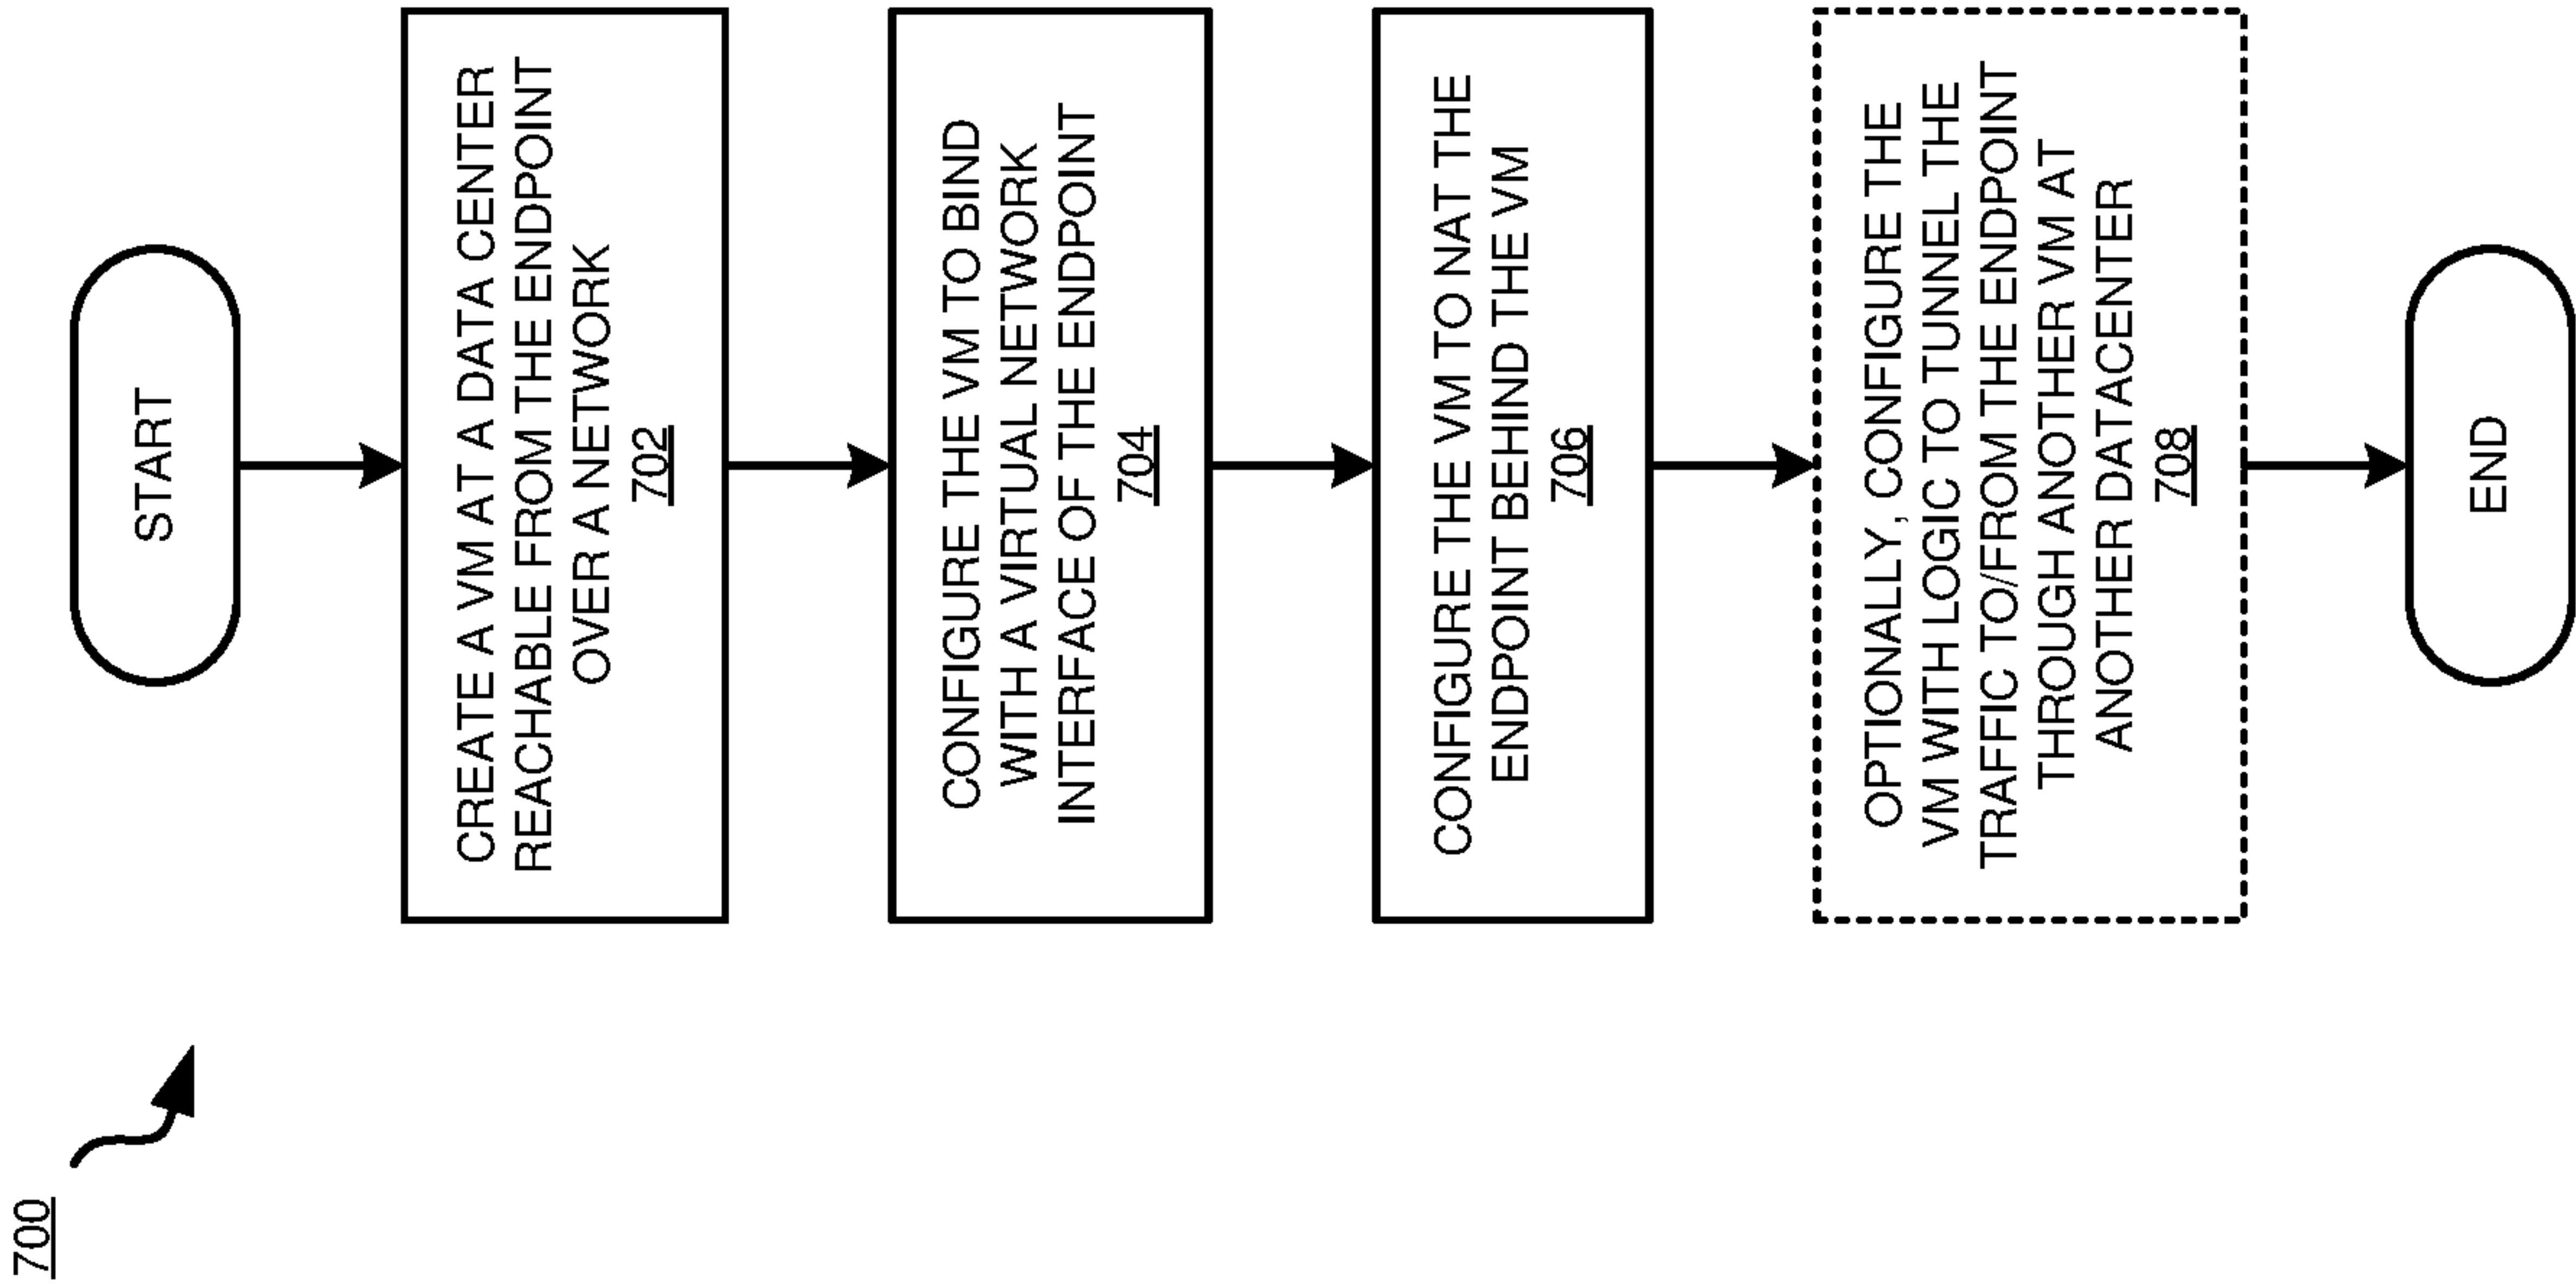 700
START
CREATE A VM AT A DATA CENTER
REACHABLE FROM THE ENDPOINT
OVER A NETWORK
702
CONFIGURE THE VM TO BIND
WITH A VIRTUAL NETWORK
INTERFACE OF THE ENDPOINT
704
CONFIGURE THE VM TO NAT THE
ENDPOINT BEHIND THE VM
706
OPTIONALLY, CONFIGURE THE
VM WITH LOGIC TO TUNNEL THE
TRAFFIC TO/FROM THE ENDPOINT
THROUGH ANOTHER VM AT
ANOTHER DATACENTER
708
END